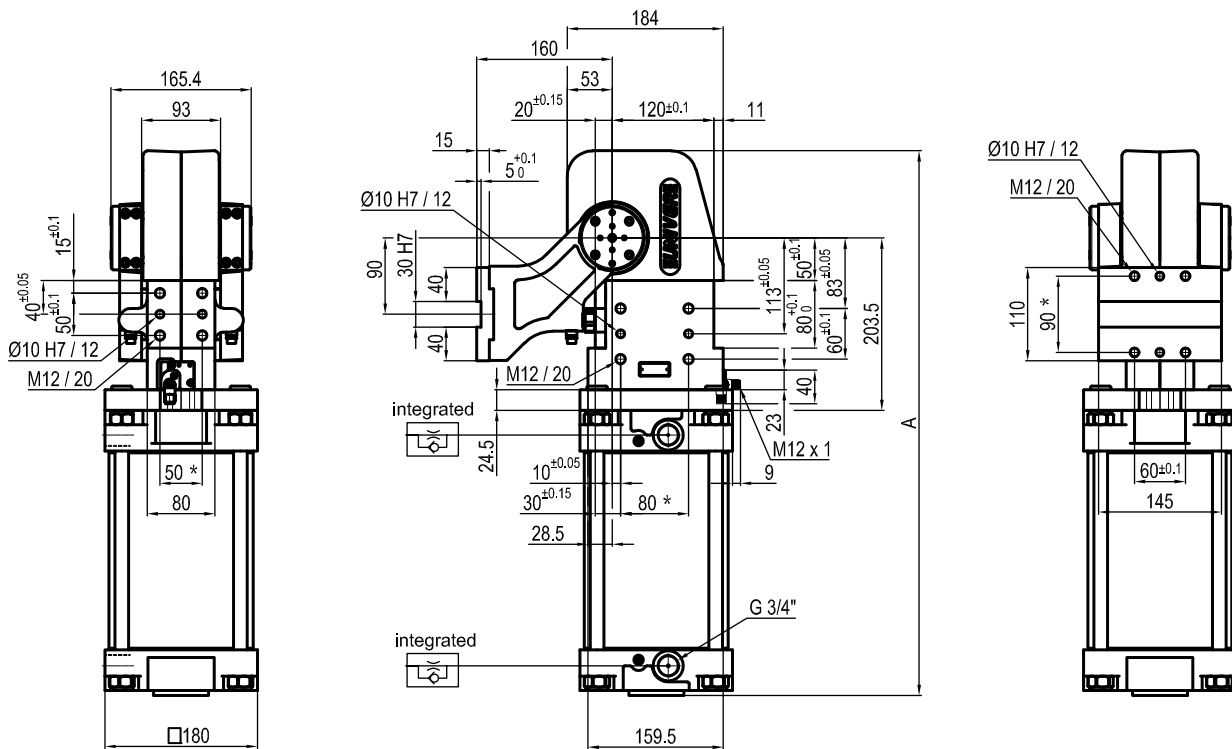 184
160
165.4
53
93
20±0.15
120±0.1
11
15
5 +0.1 0
Ø10 H7 / 12
Ø10 H7 / 12
M12 / 20
15±0.1
90
30 H7
40
40
40±0.05
50±0.1
Ø10 H7 / 12
M12 / 20
M12 / 20
50±0.1
83±0.05
113±0.05
80 +0.1 0
60±0.1
203.5
110
90 *
integrated
24.5
40
23
M12 x 1
A
50 *
80
10±0.05
9
30±0.15
80 *
28.5
60±0.1
145
G 3/4"
integrated
□180
159.5